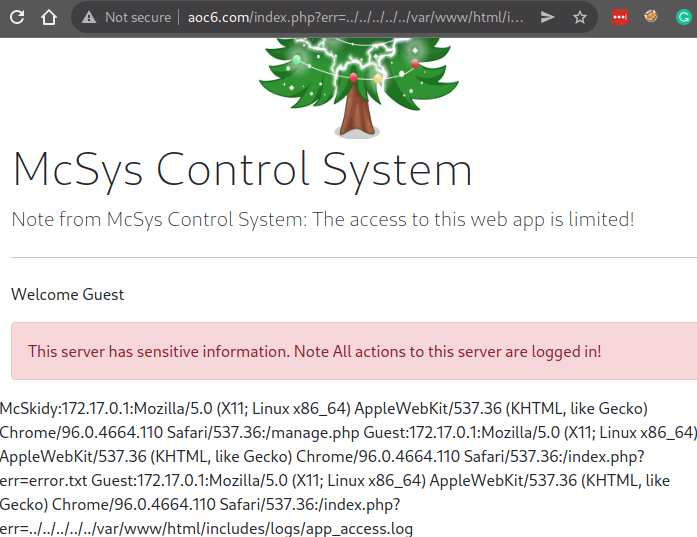 Not secure | aoc6.com/index.php?err=../../../../../var/www/html/i...
McSys Control System
Note from McSys Control System: The access to this web app is limited!
Welcome Guest
This server has sensitive information. Note All actions to this server are logged in!
McSkidy:172.17.0.1:Mozilla/5.0 (X11; Linux x86_64) AppleWebKit/537.36 (KHTML, like Gecko)
Chrome/96.0.4664.110 Safari/537.36:/manage.php Guest:172.17.0.1:Mozilla/5.0 (X11; Linux x86_64)
AppleWebKit/537.36 (KHTML, like Gecko) Chrome/96.0.4664.110 Safari/537.36:/index.php?
err=error.txt Guest:172.17.0.1:Mozilla/5.0 (X11; Linux x86_64) AppleWebKit/537.36 (KHTML, like
Gecko) Chrome/96.0.4664.110 Safari/537.36:/index.php?
err=../../../../../var/www/html/includes/logs/app_access.log